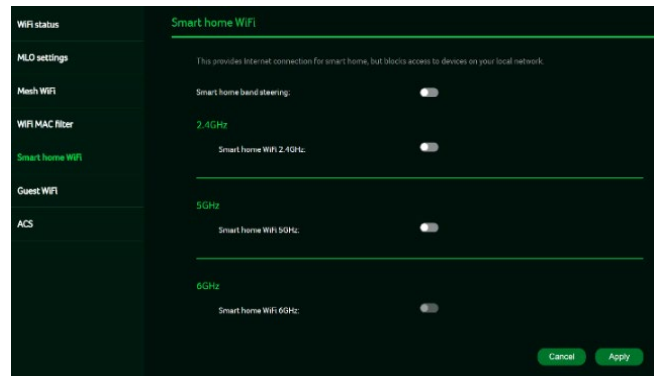 WiFi status
MLO settings
Mesh WiFi
WiFi MAC filter
Smart home WiFi
Guest WiFi
ACS
Smart home WiFi
This provides Internet connection for smart home, but blocks access to devices on your local network.
Smart home band steering:
2.4GHz
Smart home WiFi 2.4GHz:
5GHz
Smart home WiFi 5GHz:
6GHz
Smart home WiFi 6GHz:
Cancel Apply